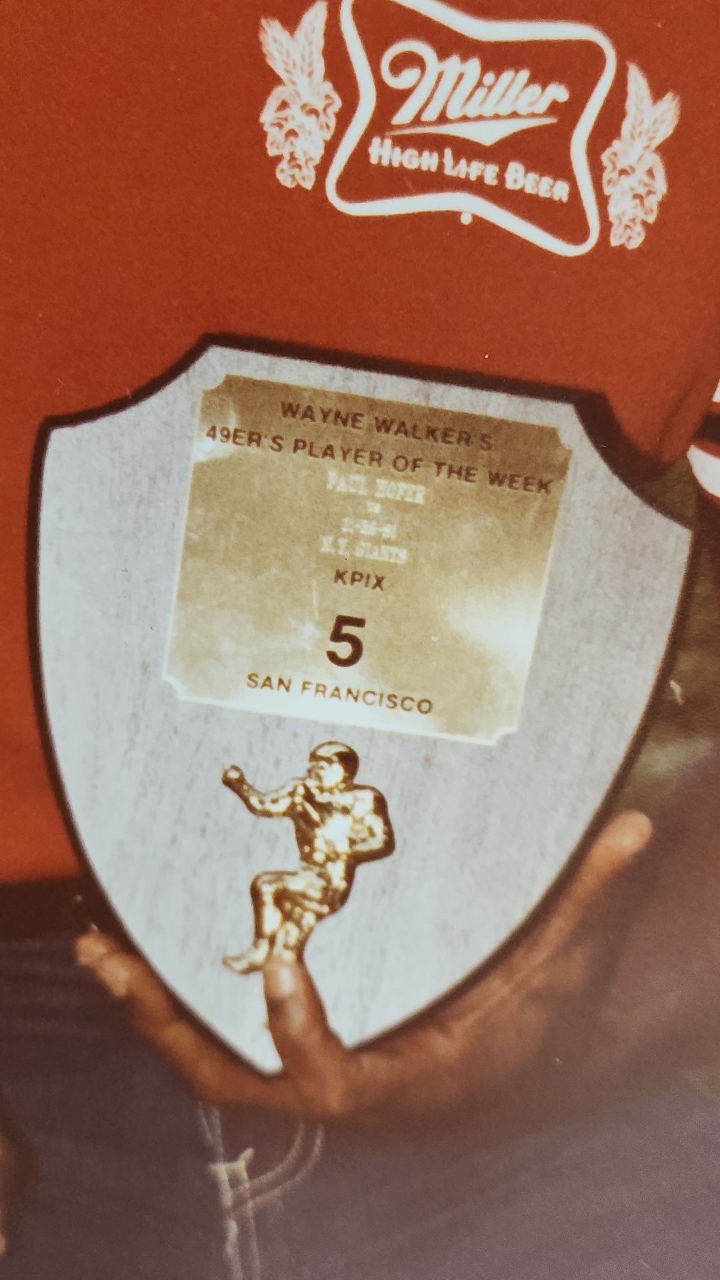 Miller
HIGH LIFE BEER
WAYNE WALKER'S
49ER'S PLAYER OF THE WEEK
PAUL HOFER
VS
N.Y. GIANTS
KPIX
5
SAN FRANCISCO